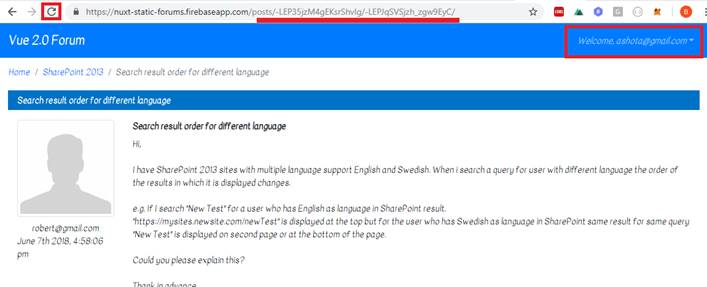 https://nuxt-static-forums.firebaseapp.com/posts/-LEP35jzM4gEKsrShvIg/-LEPJqSVSjzh_zgw9EyC/
Vue 2.0 Forum
Welcome, ashota@gmail.com
Home / SharePoint 2013 / Search result order for different language
Search result order for different language
Search result order for different language
Hi,
I have SharePoint 2013 sites with multiple language support English and Swedish. When i search a query for user with different language the order of
the results in which it is displayed changes.
e.g. If I search "New Test" for a user who has English as language in SharePoint result.
"https://mysites.newsite.com/newTest" is displayed at the top but for the user who has Swedish as language in SharePoint same result for same query
"New Test" is displayed on second page or at the bottom of the page.
Could you please explain this?
Thank in advance
robert@gmail.com
June 7th 2018, 4:58:06
pm